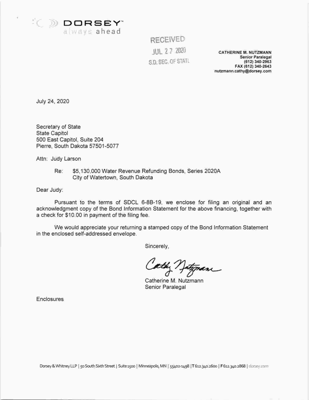 DORSEY™
always ahead
RECEIVED
JUL 27 2020
S.D. SEC. OF STATE
CATHERINE M. NUTZMANN
Senior Paralegal
(612) 340-2953
FAX (612) 340-2643
nutzmann.cathy@dorsey.com
July 24, 2020
Secretary of State
State Capitol
500 East Capitol, Suite 204
Pierre, South Dakota 57501-5077
Attn. Judy Larson
Re: $5,130,000 Water Revenue Refunding Bonds, Series 2020A
City of Watertown, South Dakota
Dear Judy:
Pursuant to the terms of SDCL 6-8B-19, we enclose for filing an original and an
acknowledgment copy of the Bond Information Statement for the above financing, together with
a check for $10.00 in payment of the filing fee.
We would appreciate your returning a stamped copy of the Bond Information Statement
in the enclosed self-addressed envelope.
Sincerely,
Cathy Nutzmann
Catherine M. Nutzmann
Senior Paralegal
Enclosures
Dorsey & Whitney LLP | 50 South Sixth Street | Suite 1500 | Minneapolis, MN | 55402-1498 | T 612.340.2600 | F 612.340.2868 | dorsey.com